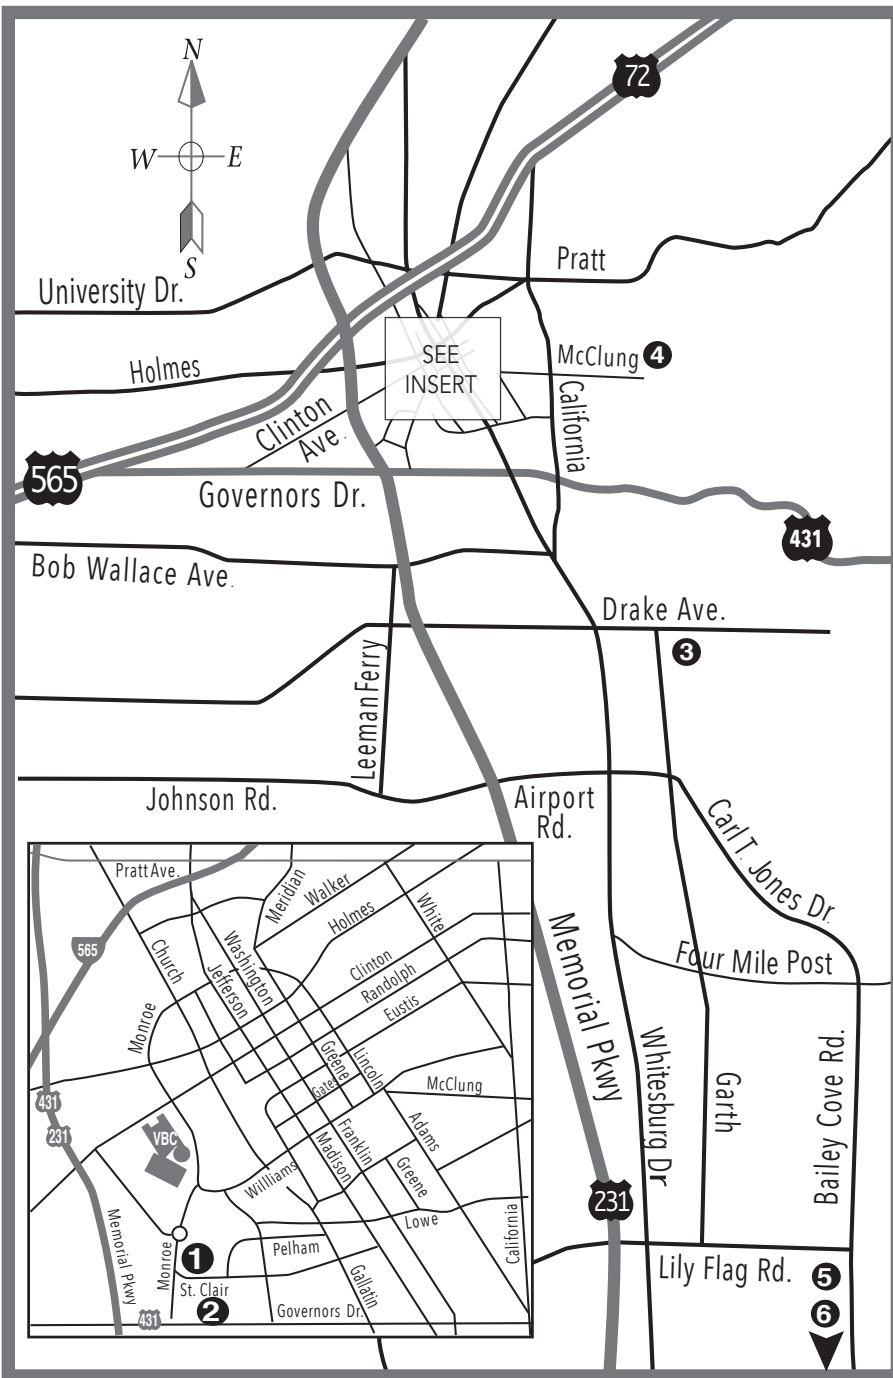 N
72
W E
S
Pratt
University Dr.
SEE
INSERT
McClung 4
Holmes
California
Clinton
Ave.
565
Governors Dr.
431
Bob Wallace Ave.
Drake Ave.
3
Leeman Ferry
Johnson Rd.
Airport
Rd.
Carl T. Jones Dr.
Four Mile Post
Memorial Pkwy
Whitesburg Dr
Garth
Bailey Cove Rd.
231
Lily Flag Rd.
5
6
Pratt Ave.
Meridian
Walker
Holmes
White
565
Church
Washington
Jefferson
Clinton
Randolph
Eustis
Monroe
Greene
Lincoln
Gates
McClung
431
231
VBC
Adams
Franklin
Madison
Greene
Williams
Lowe
California
Memorial Pkwy
Monroe
1
Pelham
Gallatin
St. Clair
2
Governors Dr.
431